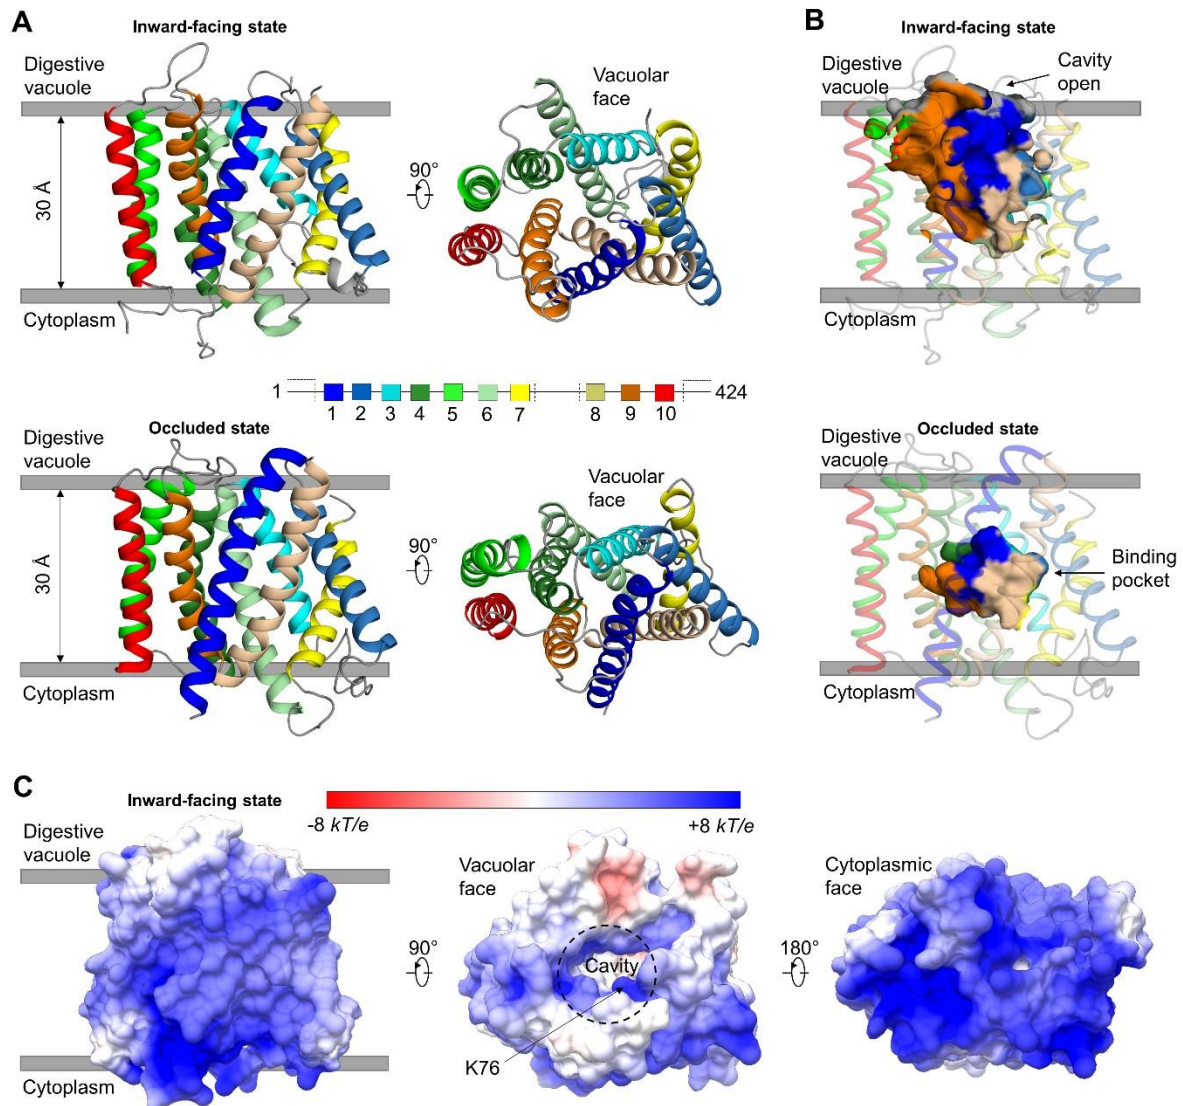 A
Inward-facing state
Digestive
vacuole
30 Å
Cytoplasm
90°
Vacuolar
face
B
Inward-facing state
Digestive
vacuole
Cavity
open
Cytoplasm
1 424
1 2 3 4 5 6 7 8 9 10
Occluded state
Digestive
vacuole
30 Å
Cytoplasm
90°
Vacuolar
face
Occluded state
Digestive
vacuole
Binding
pocket
Cytoplasm
C
Inward-facing state
-8 kT/e +8 kT/e
Digestive
vacuole
Cytoplasm
90°
Vacuolar
face
Cavity
K76
180°
Cytoplasmic
face